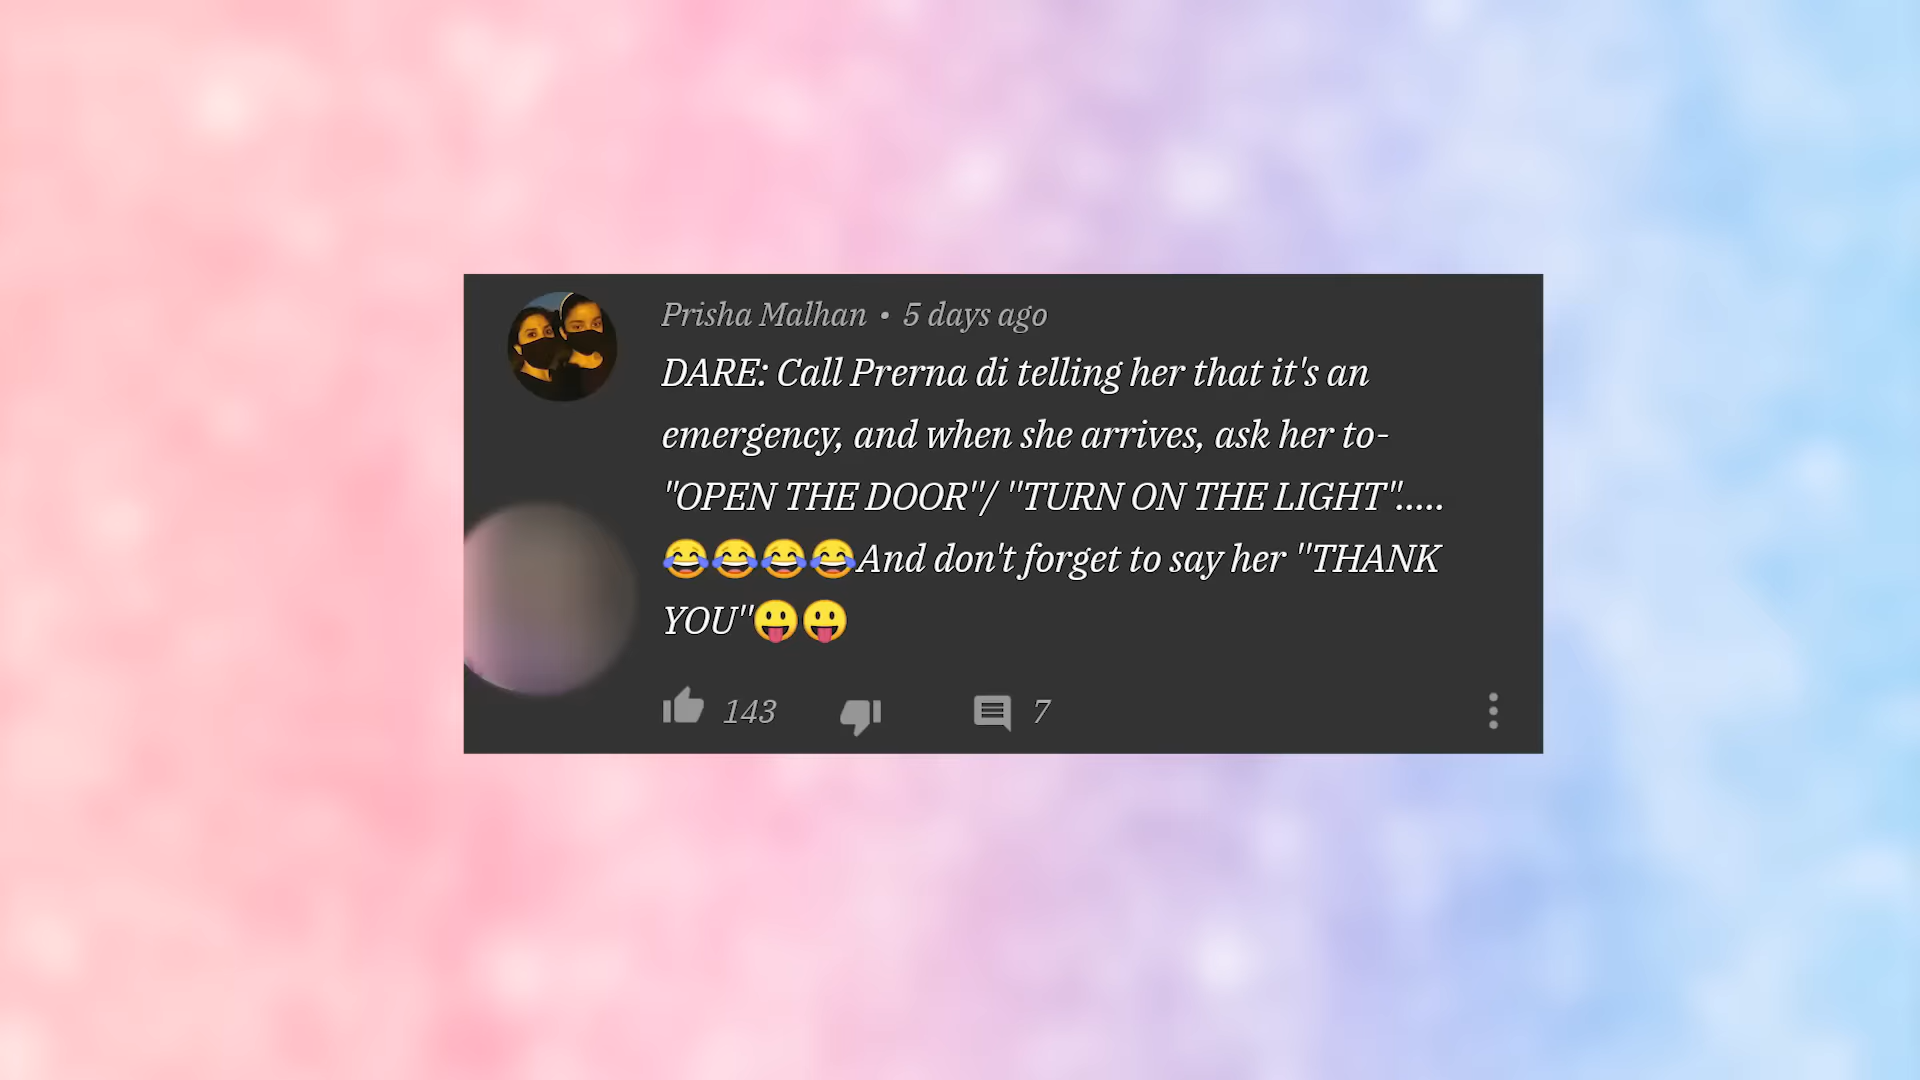 Prisha Malhan • 5 days ago
DARE: Call Prerna di telling her that it's an
emergency, and when she arrives, ask her to-
"OPEN THE DOOR"/ "TURN ON THE LIGHT".....
😂😂😂😂And don't forget to say her "THANK
YOU"😛😛
143 7